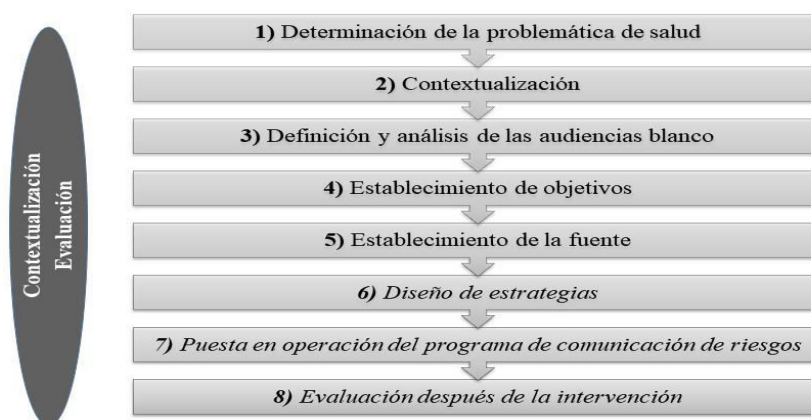 Contextualización
Evaluación
1) Determinación de la problemática de salud
2) Contextualización
3) Definición y análisis de las audiencias blanco
4) Establecimiento de objetivos
5) Establecimiento de la fuente
6) Diseño de estrategias
7) Puesta en operación del programa de comunicación de riesgos
8) Evaluación después de la intervención